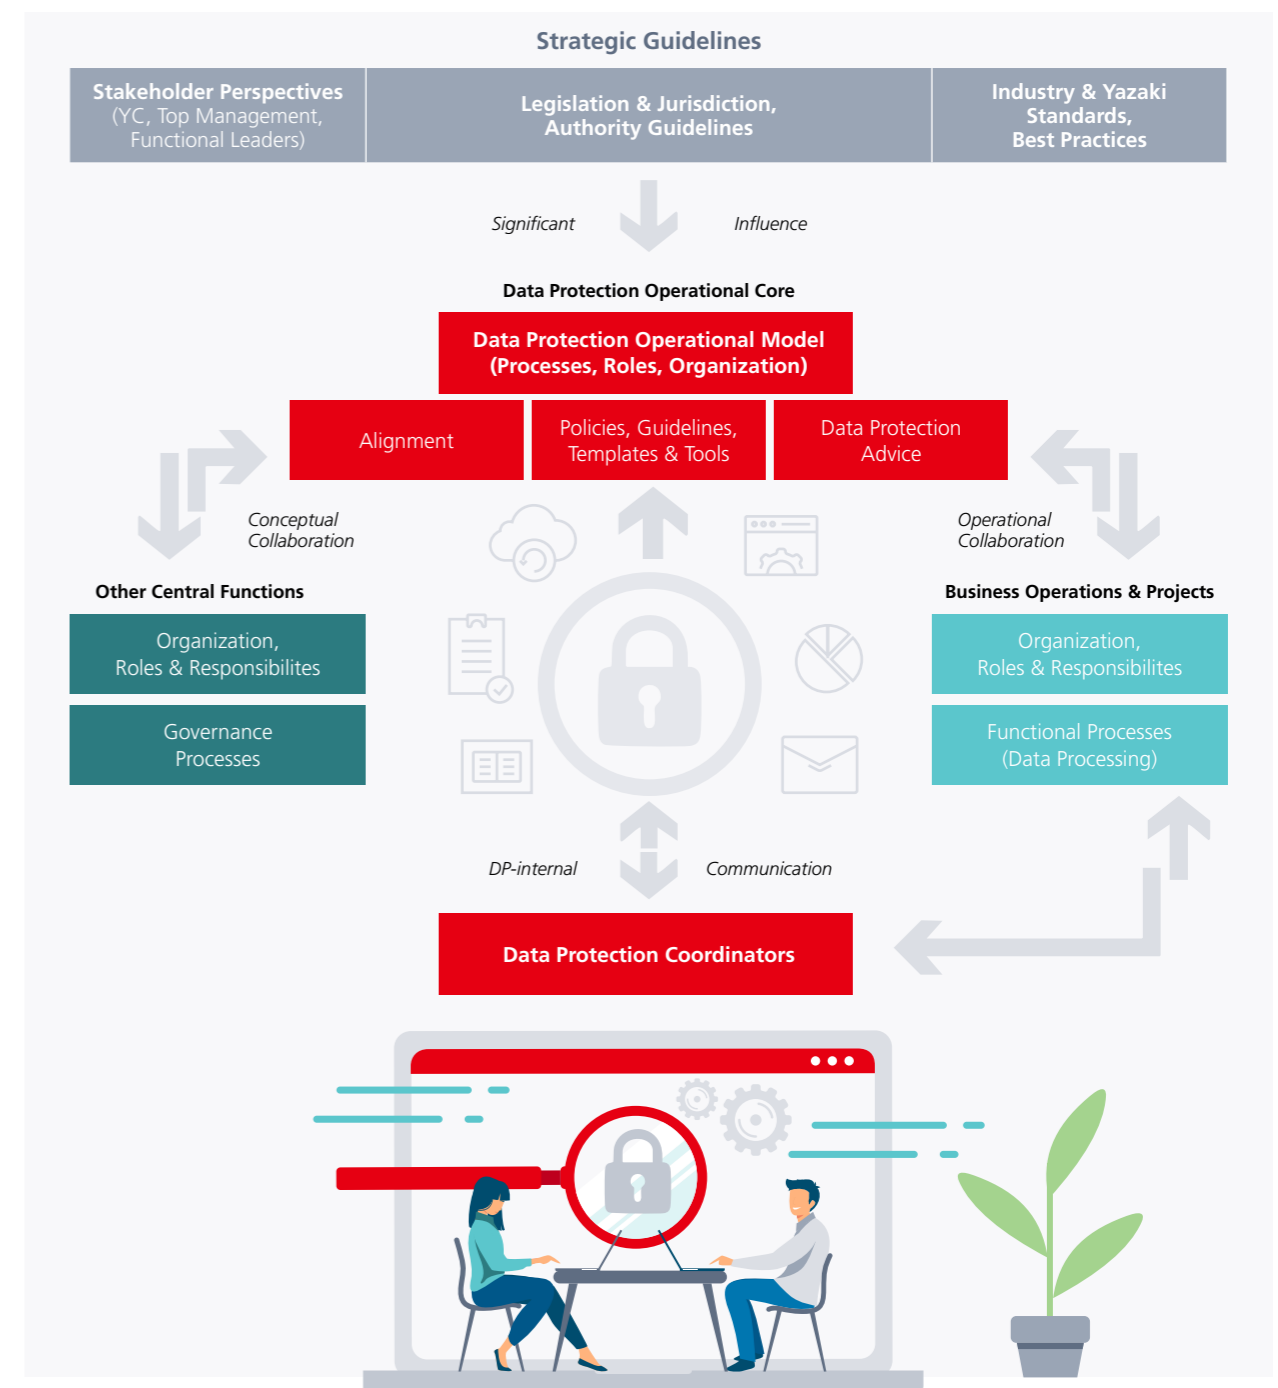 Strategic Guidelines
Stakeholder Perspectives
(YC, Top Management,
Functional Leaders)
Legislation & Jurisdiction,
Authority Guidelines
Industry & Yazaki
Standards,
Best Practices
Significant
Influence
Data Protection Operational Core
Data Protection Operational Model
(Processes, Roles, Organization)
Alignment
Policies, Guidelines,
Templates & Tools
Data Protection
Advice
Conceptual
Collaboration
Operational
Collaboration
Other Central Functions
Organization,
Roles & Responsibilites
Governance
Processes
Business Operations & Projects
Organization,
Roles & Responsibilites
Functional Processes
(Data Processing)
DP-internal
Communication
Data Protection Coordinators